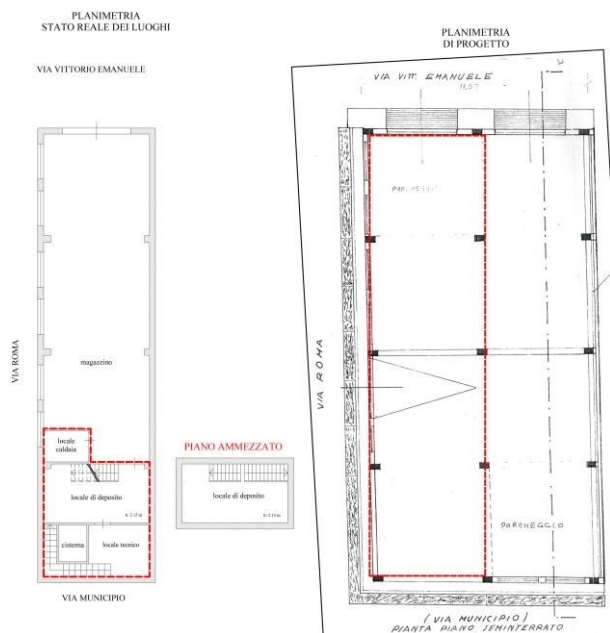 PLANIMETRIA
STATO REALE DEI LUOGHI
VIA VITTORIO EMANUELE
VIA ROMA
magazzino
locale
caldaia
locale di deposito
cisterna
locale tecnico
VIA MUNICIPIO
PIANO AMMEZZATO
locale di deposito
PLANIMETRIA
DI PROGETTO
VIA VITT. EMANUELE
PARCHEGGIO
VIA ROMA
PARCHEGGIO
(VIA MUNICIPIO)
PIANTA PIANO SEMINTERRATO